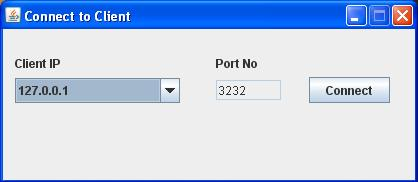 Connect to Client
Client IP Port No
127.0.0.1 3232 Connect